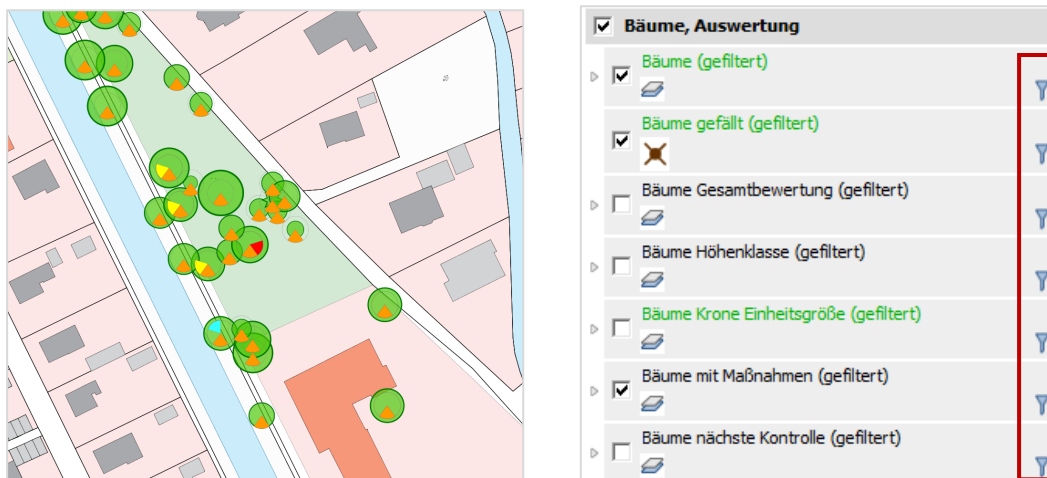 Bäume, Auswertung
Bäume (gefiltert)
Bäume gefällt (gefiltert)
Bäume Gesamtbewertung (gefiltert)
Bäume Höhenklasse (gefiltert)
Bäume Krone Einheitsgröße (gefiltert)
Bäume mit Maßnahmen (gefiltert)
Bäume nächste Kontrolle (gefiltert)